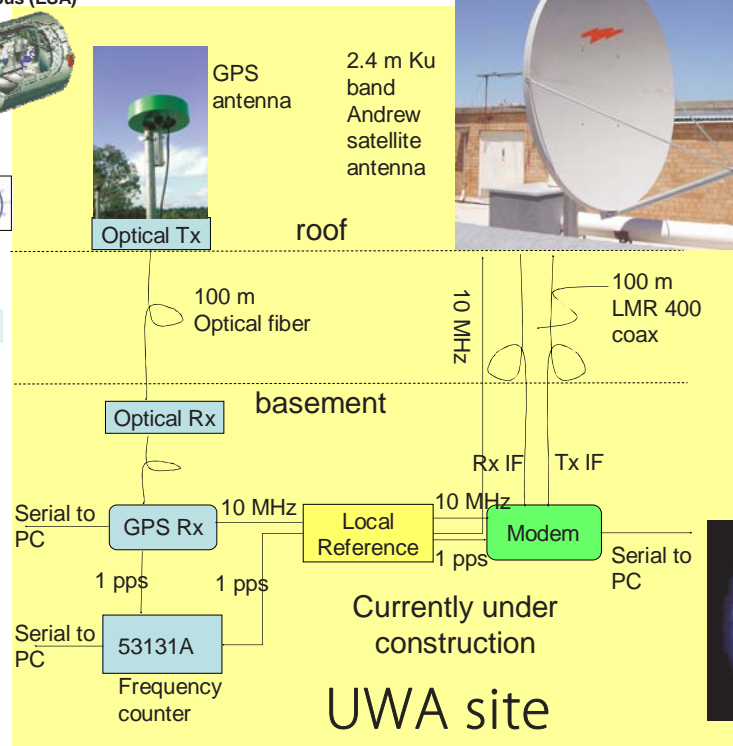 (ESA)
GPS
antenna
2.4 m Ku
band
Andrew
satellite
antenna
Optical Tx
roof
100 m
Optical fiber
10 MHz
100 m
LMR 400
coax
Optical Rx
basement
Rx IF
Tx IF
Serial to
PC
GPS Rx
10 MHz
Local
Reference
10 MHz
1 pps
Modem
Serial to
PC
1 pps
1 pps
Serial to
PC
53131A
Frequency
counter
Currently under
construction
UWA site